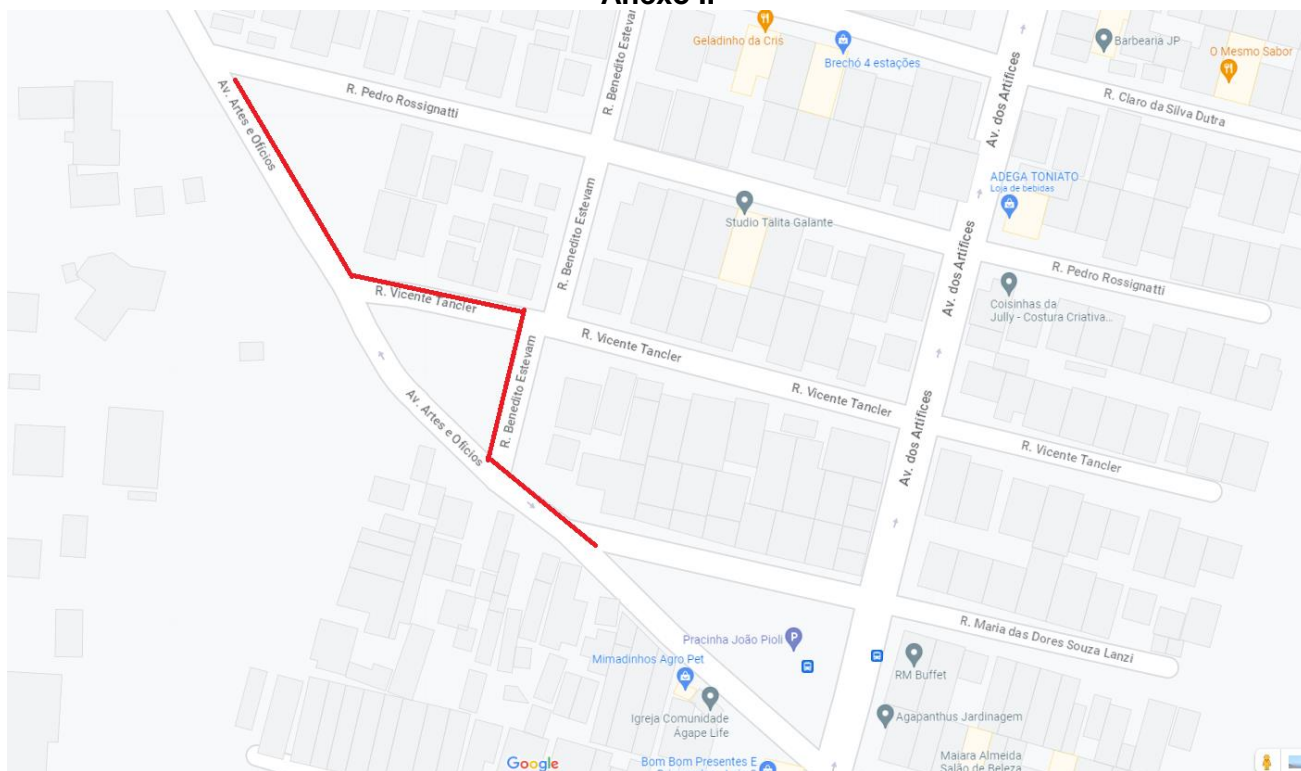 Anexo II
R. Benedito Estevam
Geladinho da Cris
Brechó 4 estações
Av. dos Artífices
Barbearia JP
O Mesmo Sabor
Av. Artes e Ofícios
R. Pedro Rossignatti
R. Claro da Silva Dutra
ADEGA TONIATO
Loja de bebidas
R. Benedito Estevam
Studio Talita Galante
Av. dos Artífices
R. Pedro Rossignatti
Coisinhas da
Jully - Costura Criativa...
R. Vicente Tancler
R. Vicente Tancler
R. Benedito Estevam
R. Vicente Tancler
Av. Artes e Ofícios
Av. dos Artífices
R. Vicente Tancler
R. Maria das Dores Souza Lanzi
Pracinha João Pioli
P
Mimadinhos Agro Pet
RM Buffet
Igreja Comunidade
Ágape Life
Agapanthus Jardinagem
Google
Bom Bom Presentes E
Maiara Almeida
Salão de Beleza